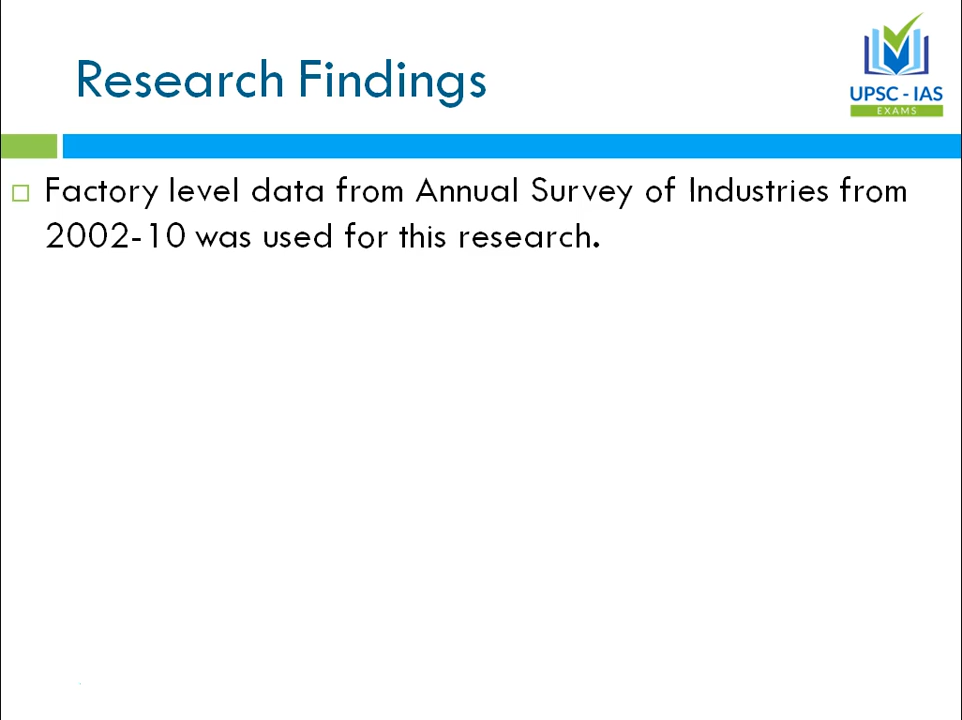 Research Findings
UPSC - IAS
EXAMS
Factory level data from Annual Survey of Industries from
2002-10 was used for this research.